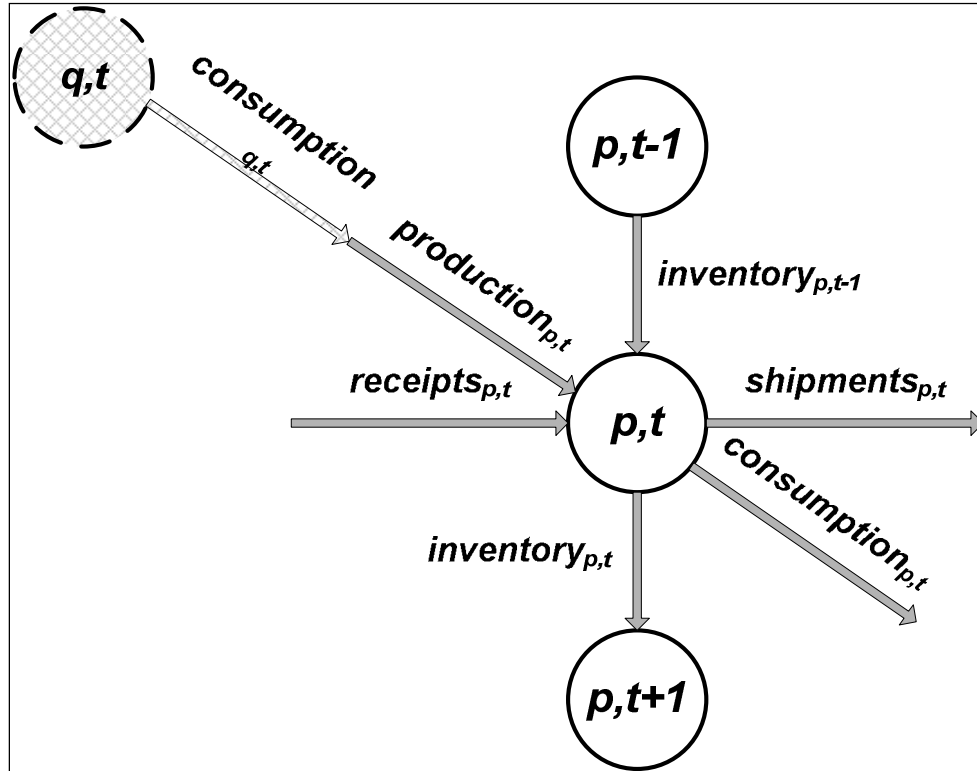 q,t
consumption
q,t
p,t-1
production p,t
inventory p,t-1
receipts p,t
p,t
shipments p,t
consumption p,t
inventory p,t
p,t+1